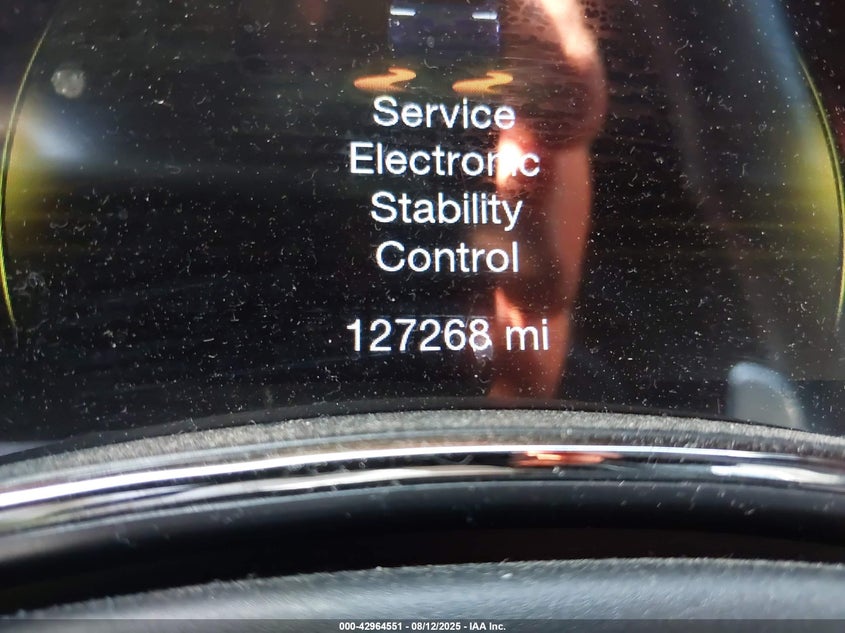 Service
Electronic
Stability
Control
127268 mi
000-42964551 - 08/12/2025 - IAA Inc.